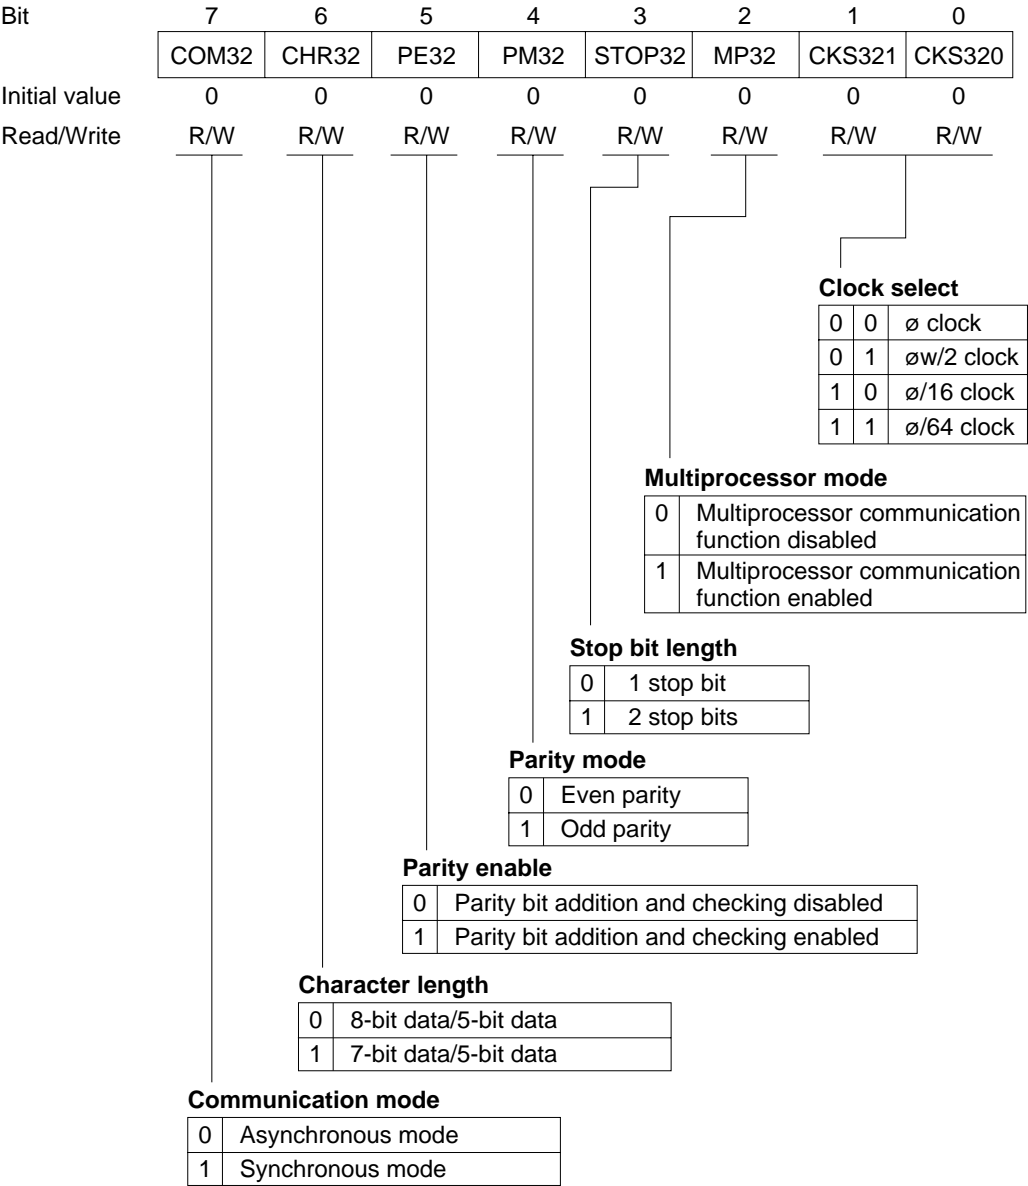 Bit 7 6 5 4 3 2 1 0
COM32 CHR32 PE32 PM32 STOP32 MP32 CKS321 CKS320
Initial value 0 0 0 0 0 0 0 0
Read/Write R/W R/W R/W R/W R/W R/W R/W R/W
Clock select
0 0 ø clock
0 1 øw/2 clock
1 0 ø/16 clock
1 1 ø/64 clock
Multiprocessor mode
0 Multiprocessor communication
function disabled
1 Multiprocessor communication
function enabled
Stop bit length
0 1 stop bit
1 2 stop bits
Parity mode
0 Even parity
1 Odd parity
Parity enable
0 Parity bit addition and checking disabled
1 Parity bit addition and checking enabled
Character length
0 8-bit data/5-bit data
1 7-bit data/5-bit data
Communication mode
0 Asynchronous mode
1 Synchronous mode